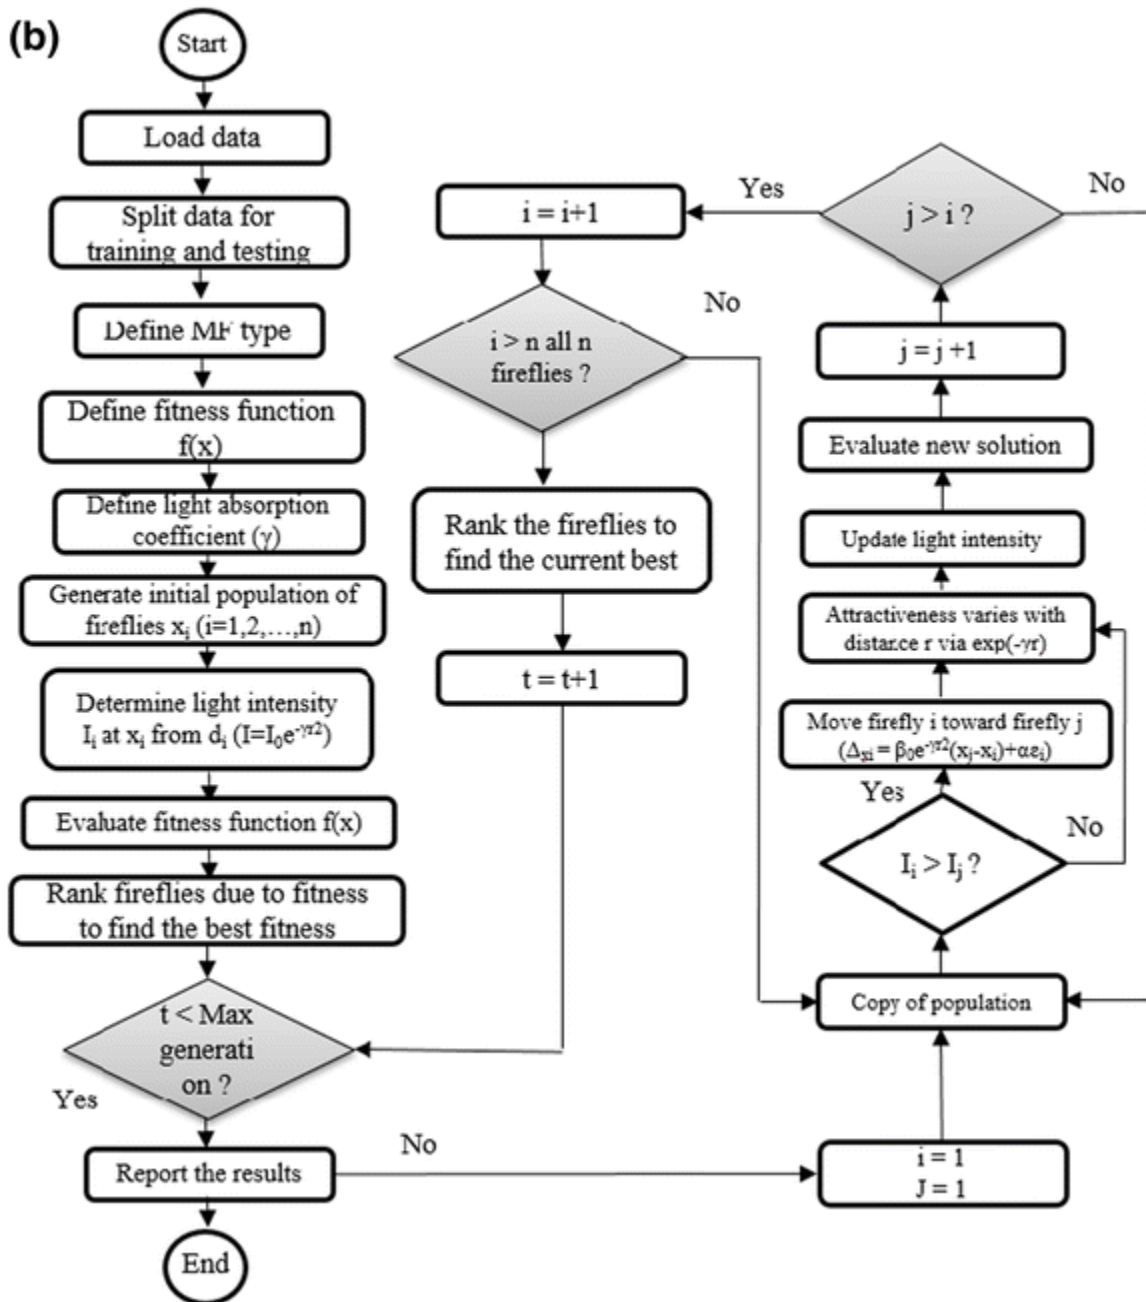 (b)
Start
Load data
Split data for
training and testing
Define MF type
Define fitness function
f(x)
Define light absorption
coefficient (γ)
Generate initial population of
fireflies xᵢ (i=1,2,…,n)
Determine light intensity
Iᵢ at xᵢ from dᵢ (I=I₀e⁻ᵞʳ²)
Evaluate fitness function f(x)
Rank fireflies due to fitness
to find the best fitness
t < Max
generati
on ?
Yes
No
Report the results
End
i = i+1
i > n all n
fireflies ?
No
Rank the fireflies to
find the current best
t = t+1
Yes
j > i ?
No
j = j +1
Evaluate new solution
Update light intensity
Attractiveness varies with
distance r via exp(-γr)
Move firefly i toward firefly j
(Δₓᵢ = β₀e⁻ᵞʳ²(xⱼ-xᵢ)+αεᵢ)
Yes
No
Iᵢ > Iⱼ ?
Copy of population
i = 1
J = 1